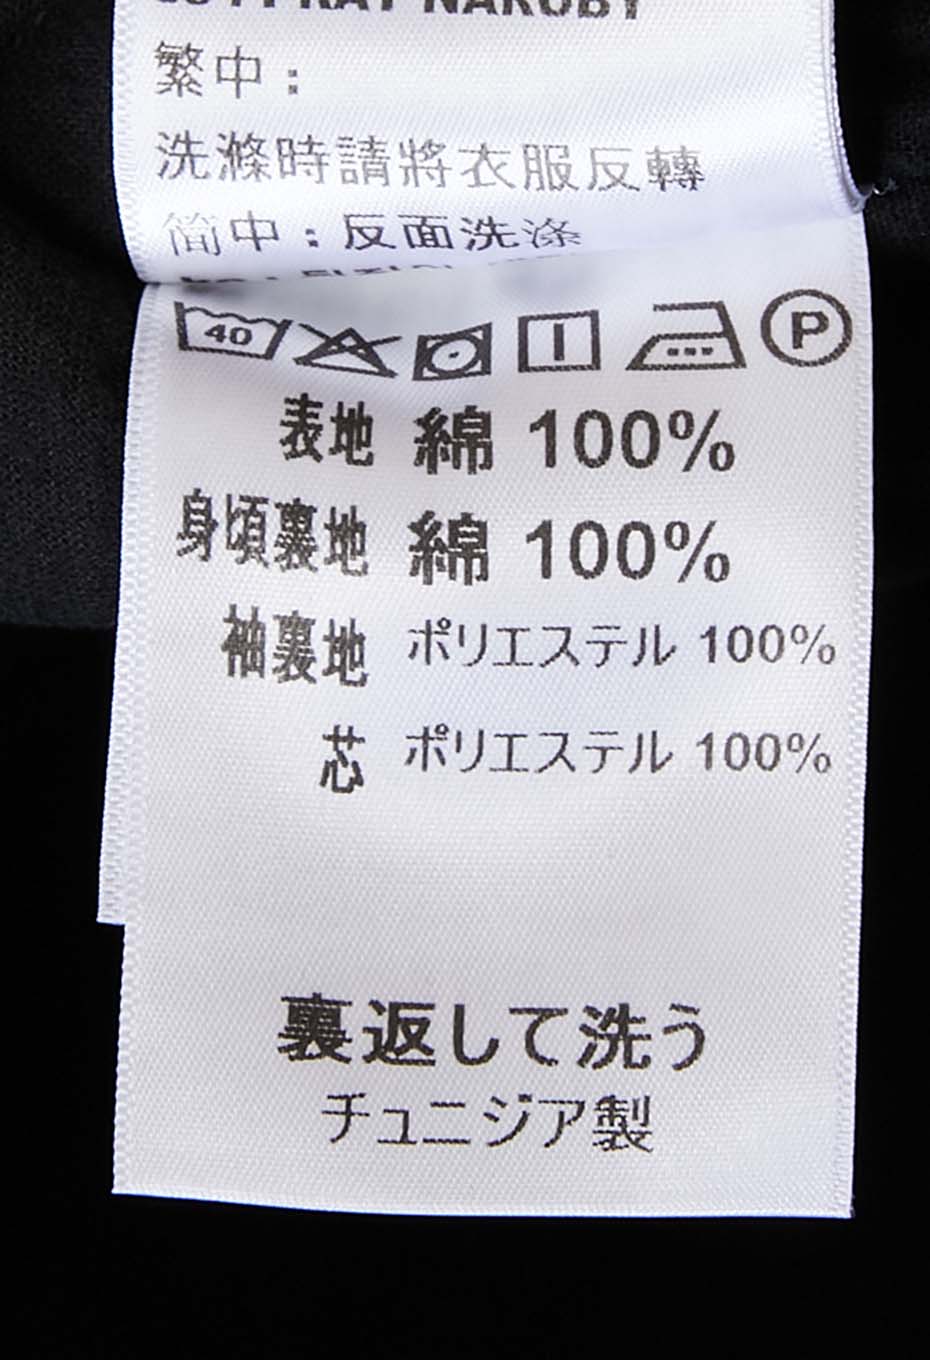 NARUBY
繁中：
洗滌時請將衣服反轉
简中：反面洗涤
40
P
表地 綿 100%
身頃裏地 綿 100%
袖裏地 ポリエステル 100%
芯 ポリエステル 100%
裏返して洗う
チュニジア製